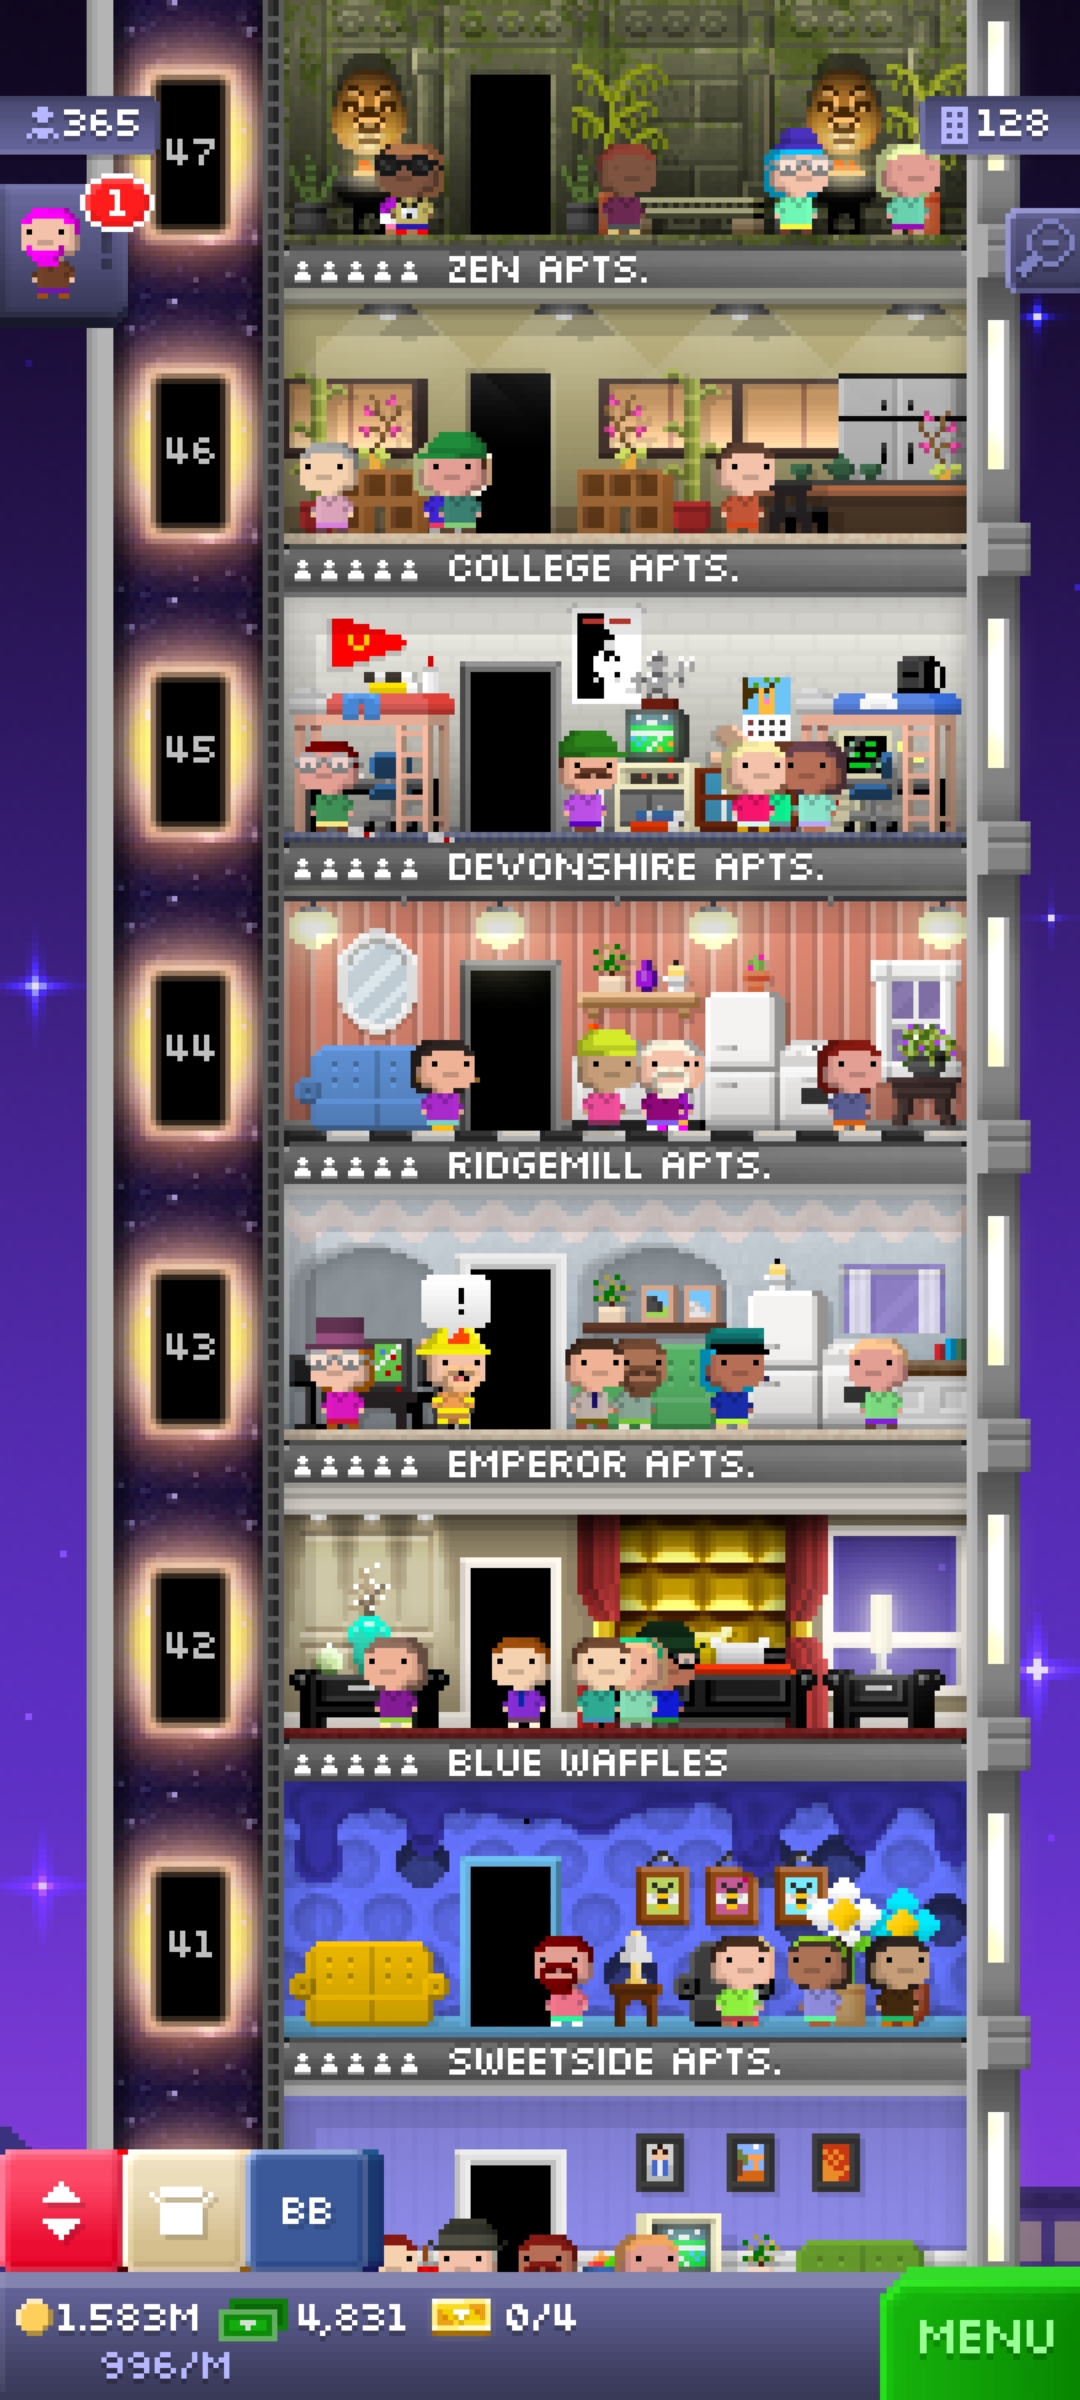 365
128
1
47
ZEN APTS.
46
COLLEGE APTS.
45
DEVONSHIRE APTS.
44
RIDGEMILL APTS.
!
43
EMPEROR APTS.
42
BLUE WAFFLES
41
SWEETSIDE APTS.
BB
1.583M 4,831 0/4
996/M
MENU